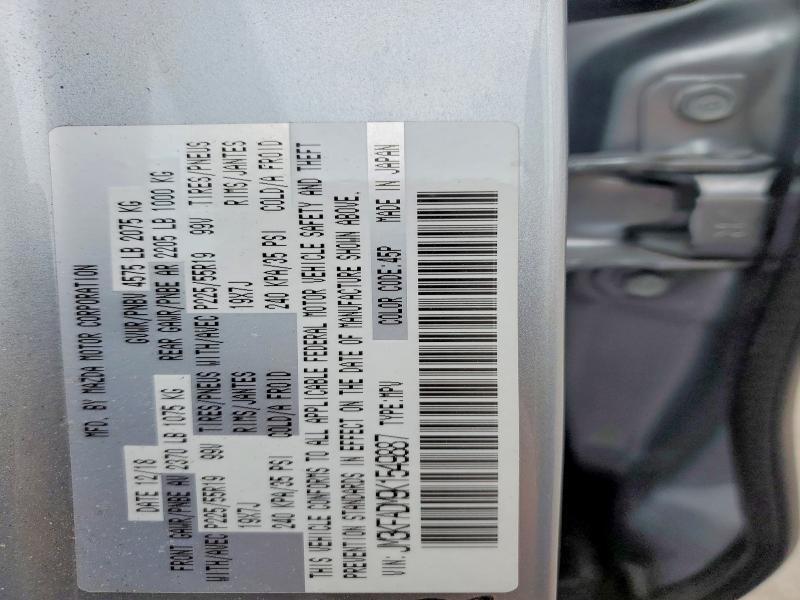 MFD. BY MAZDA MOTOR CORPORATION
DATE 12/18 GVWR/PNBV 4575 LB 2075 KG
FRONT GAWR/PNBE AV 2370 LB 1075 KG REAR GAWR/PNBE AR 2205 LB 1000 KG
WITH/AVEC P225/55R19 99V TIRES/PNEUS WITH/AVEC P225/55R19 99V TIRES/PNEUS
19X7J RIMS/JANTES 19X7J RIMS/JANTES
240 KPA/35 PSI COLD/A FROID 240 KPA/35 PSI COLD/A FROID
THIS VEHICLE CONFORMS TO ALL APPLICABLE FEDERAL MOTOR VEHICLE SAFETY AND THEFT
PREVENTION STANDARDS IN EFFECT ON THE DATE OF MANUFACTURE SHOWN ABOVE.
VIN: JM3KFADM9K1549887 TYPE:MPV COLOR CODE:45P MADE IN JAPAN